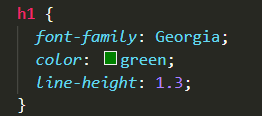 h1 {
  font-family: Georgia;
  color: green;
  line-height: 1.3;
}